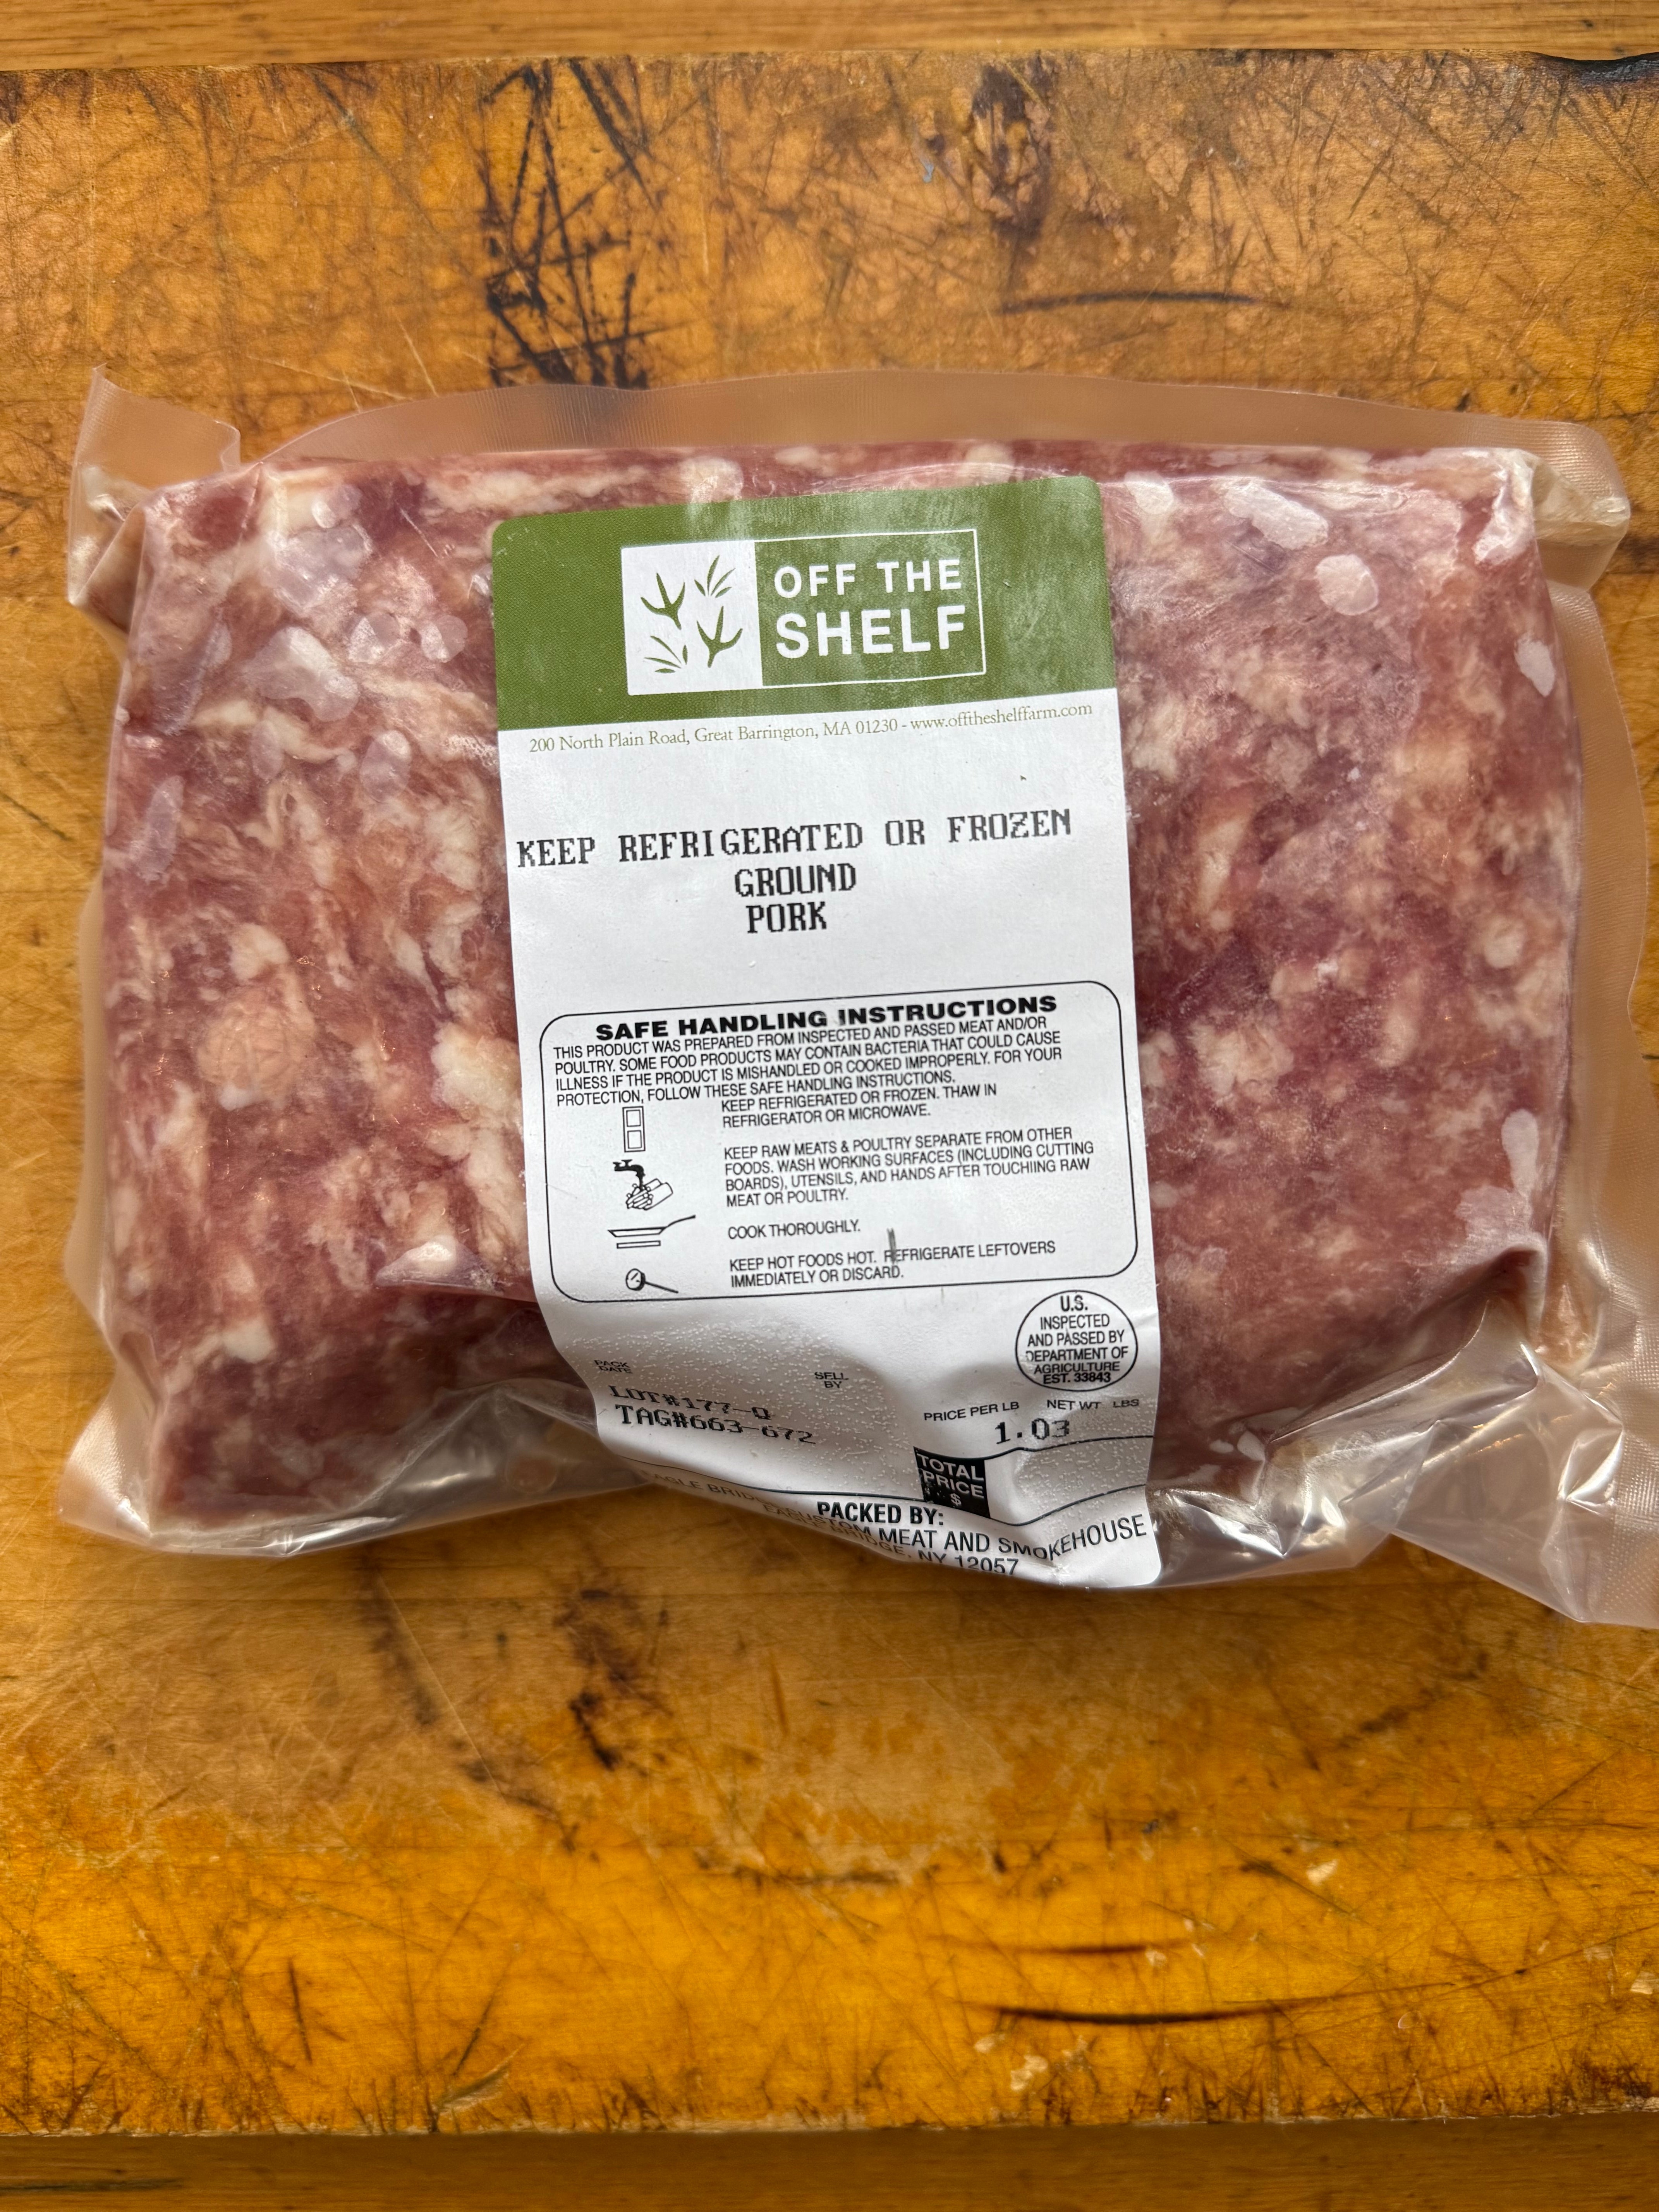 OFF THE
SHELF
200 North Plain Road, Great Barrington, MA 01230 - www.offtheshelffarm.com
KEEP REFRIGERATED OR FROZEN
GROUND
PORK
SAFE HANDLING INSTRUCTIONS
THIS PRODUCT WAS PREPARED FROM INSPECTED AND PASSED MEAT AND/OR
POULTRY. SOME FOOD PRODUCTS MAY CONTAIN BACTERIA THAT COULD CAUSE
ILLNESS IF THE PRODUCT IS MISHANDLED OR COOKED IMPROPERLY. FOR YOUR
PROTECTION, FOLLOW THESE SAFE HANDLING INSTRUCTIONS.
KEEP REFRIGERATED OR FROZEN. THAW IN
REFRIGERATOR OR MICROWAVE.
KEEP RAW MEATS & POULTRY SEPARATE FROM OTHER
FOODS. WASH WORKING SURFACES (INCLUDING CUTTING
BOARDS), UTENSILS, AND HANDS AFTER TOUCHIING RAW
MEAT OR POULTRY.
COOK THOROUGHLY.
KEEP HOT FOODS HOT. REFRIGERATE LEFTOVERS
IMMEDIATELY OR DISCARD.
U.S.
INSPECTED
AND PASSED BY
DEPARTMENT OF
AGRICULTURE
EST. 33843
PACK
DATE
SELL
BY
LOT#177-Q
TAG#663-672
PRICE PER LB NET WT LBS
1.03
TOTAL
PRICE
$
PACKED BY:
MEAT AND SMOKEHOUSE
NY 12057